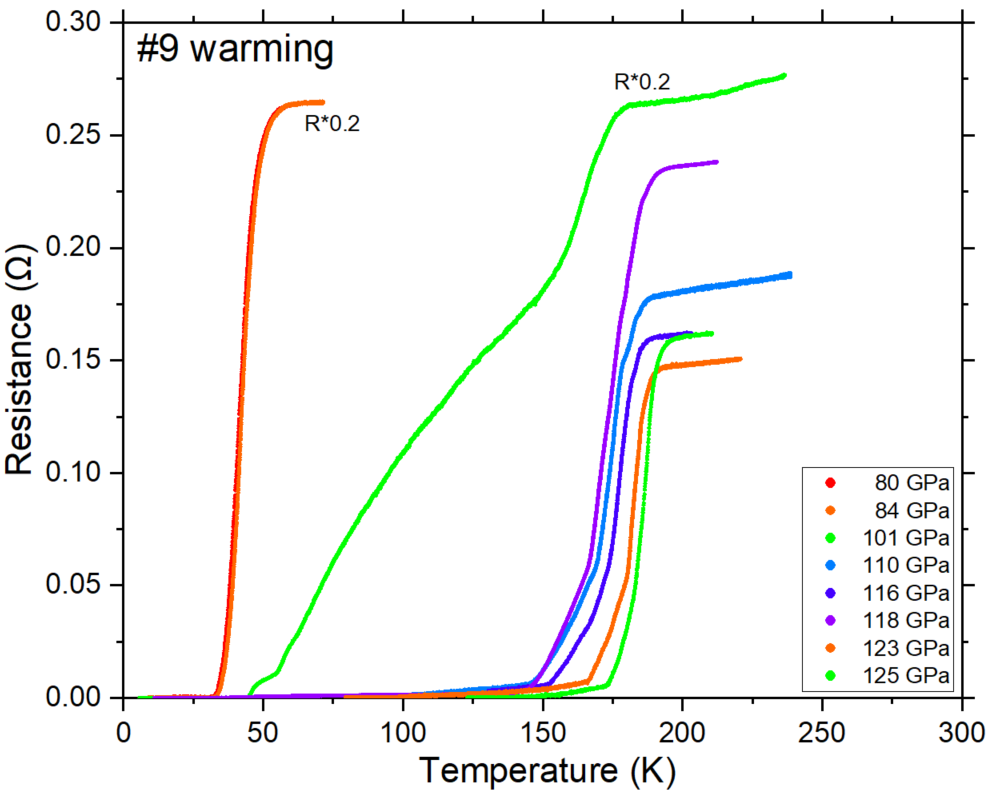 #9 warming
R*0.2
R*0.2
Resistance (Ω)
0.30
0.25
0.20
0.15
0.10
0.05
0.00
0 50 100 150 200 250 300
Temperature (K)
80 GPa
84 GPa
101 GPa
110 GPa
116 GPa
118 GPa
123 GPa
125 GPa